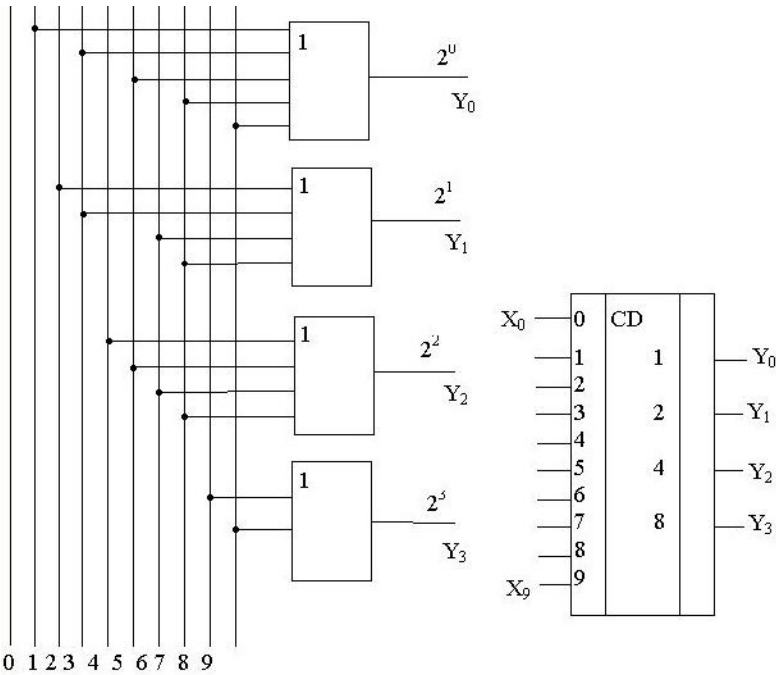 1
2⁰
Y₀
1
2¹
Y₁
1
2²
Y₂
1
2³
Y₃
0 1 2 3 4 5 6 7 8 9
X₀ 0 CD
1 1 Y₀
2
3 2 Y₁
4
5 4 Y₂
6
7 8 Y₃
8
X₉ 9